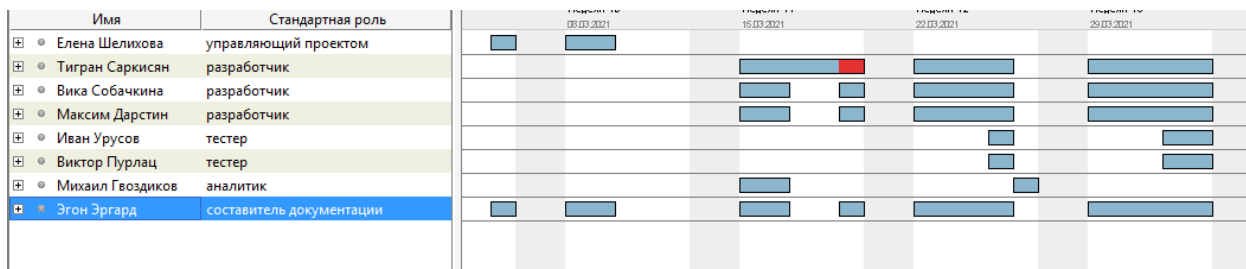 Имя Стандартная роль
08.03.2021 15.03.2021 22.03.2021 29.03.2021
Елена Шелихова управляющий проектом
Тигран Саркисян разработчик
Вика Собачкина разработчик
Максим Дарстин разработчик
Иван Урусов тестер
Виктор Пурлац тестер
Михаил Гвоздиков аналитик
Эгон Эргард составитель документации